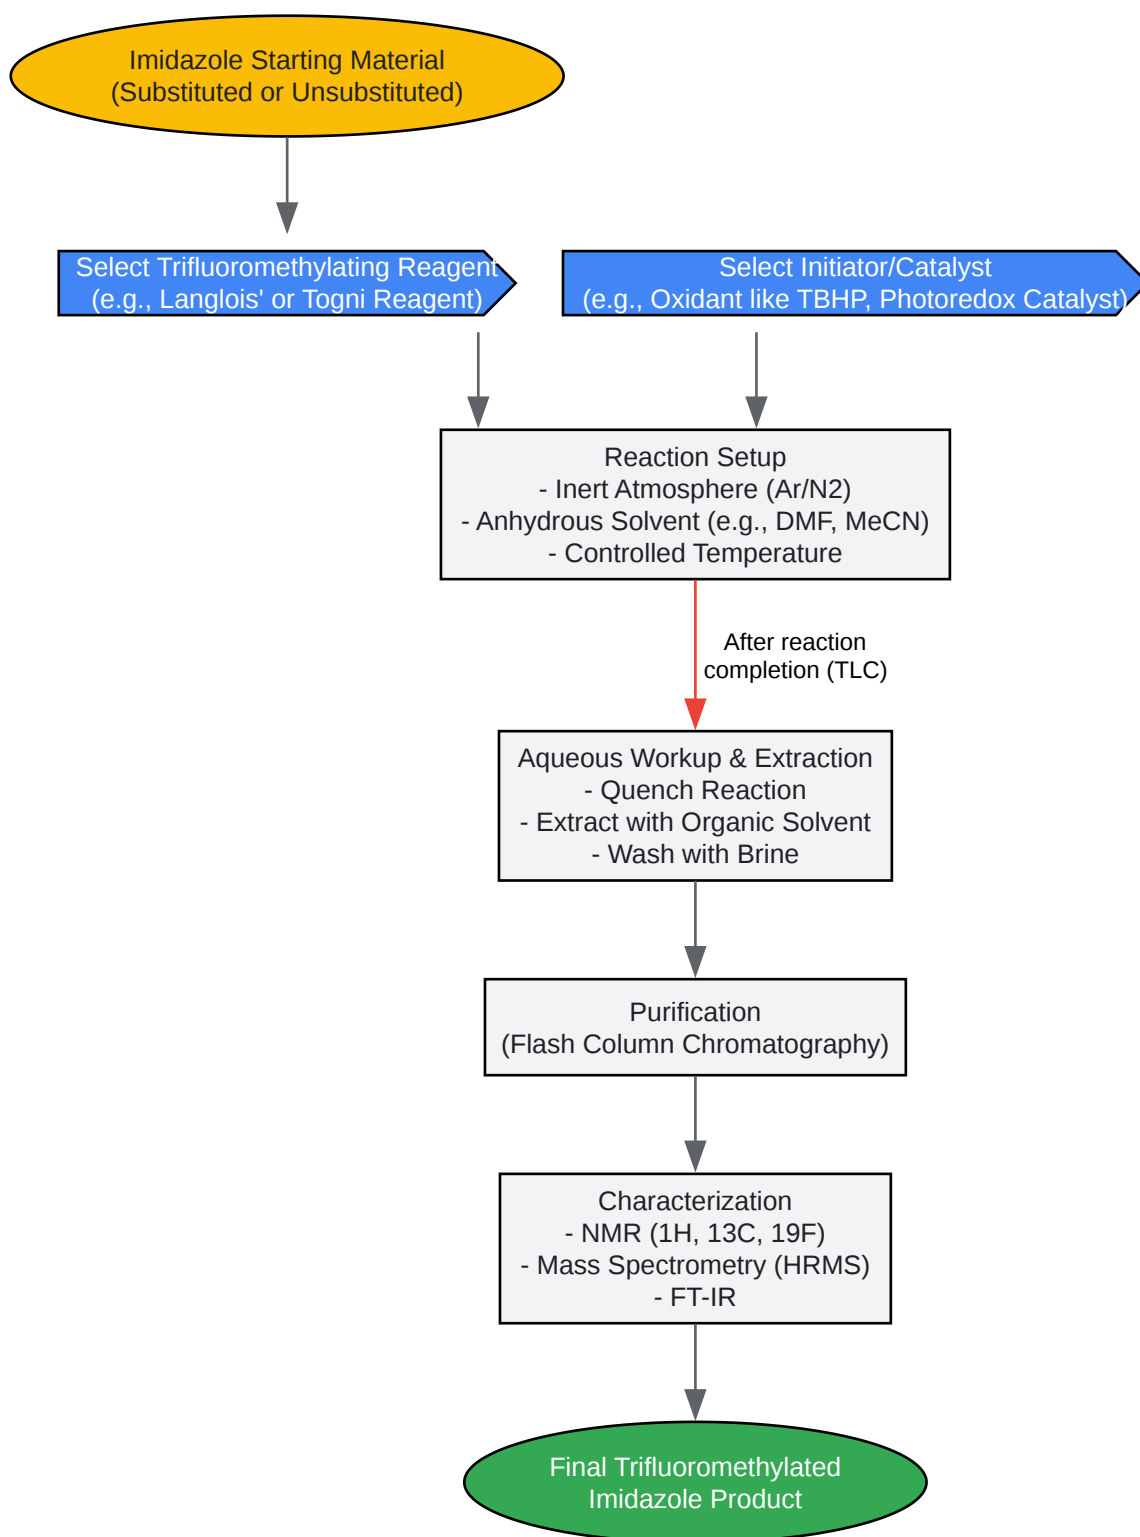 Imidazole Starting Material
(Substituted or Unsubstituted)
Select Trifluoromethylating Reagent
(e.g., Langlois' or Togni Reagent)
Select Initiator/Catalyst
(e.g., Oxidant like TBHP, Photoredox Catalyst)
Reaction Setup
- Inert Atmosphere (Ar/N2)
- Anhydrous Solvent (e.g., DMF, MeCN)
- Controlled Temperature
After reaction
completion (TLC)
Aqueous Workup & Extraction
- Quench Reaction
- Extract with Organic Solvent
- Wash with Brine
Purification
(Flash Column Chromatography)
Characterization
- NMR (1H, 13C, 19F)
- Mass Spectrometry (HRMS)
- FT-IR
Final Trifluoromethylated
Imidazole Product